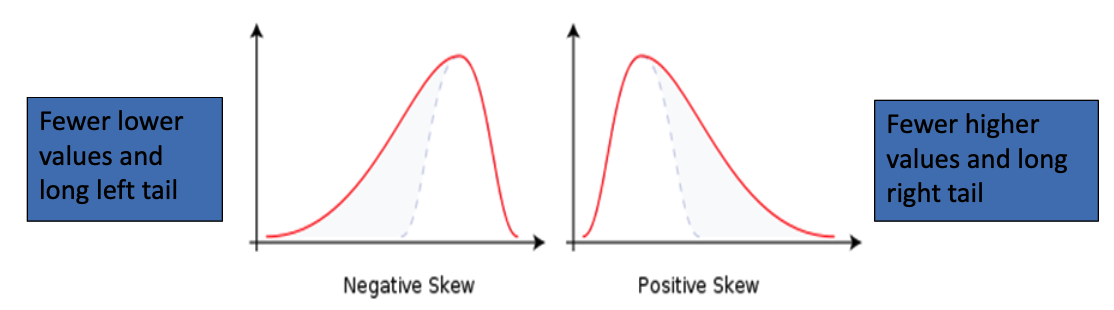 Fewer lower
values and
long left tail
Negative Skew
Positive Skew
Fewer higher
values and long
right tail